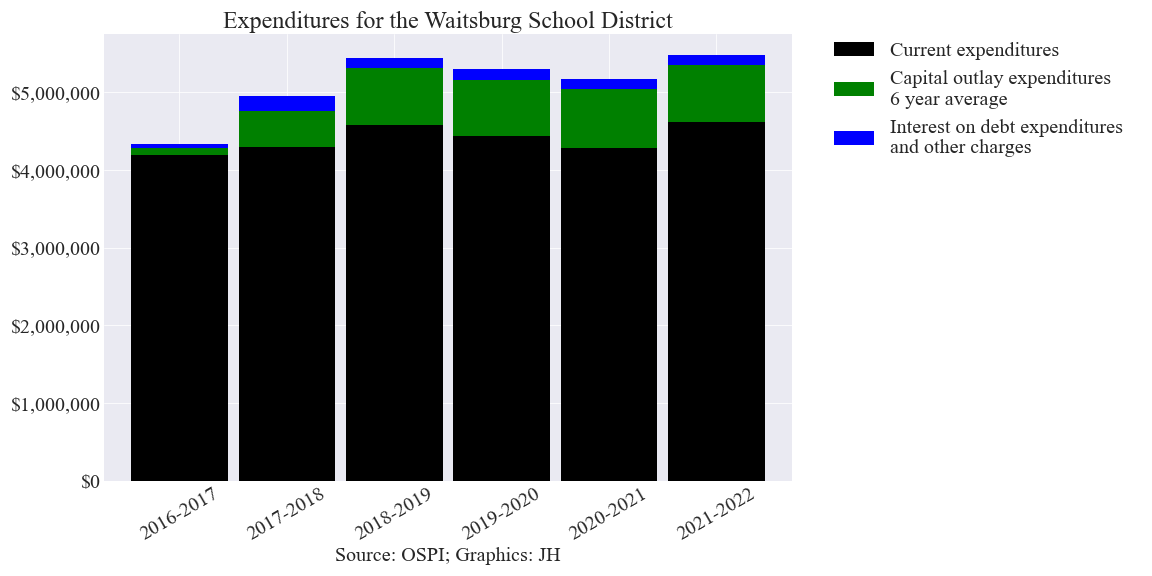 Expenditures for the Waitsburg School District
Current expenditures
Capital outlay expenditures
6 year average
Interest on debt expenditures
and other charges
$5,000,000
$4,000,000
$3,000,000
$2,000,000
$1,000,000
$0
2016-2017
2017-2018
2018-2019
2019-2020
2020-2021
2021-2022
Source: OSPI; Graphics: JH